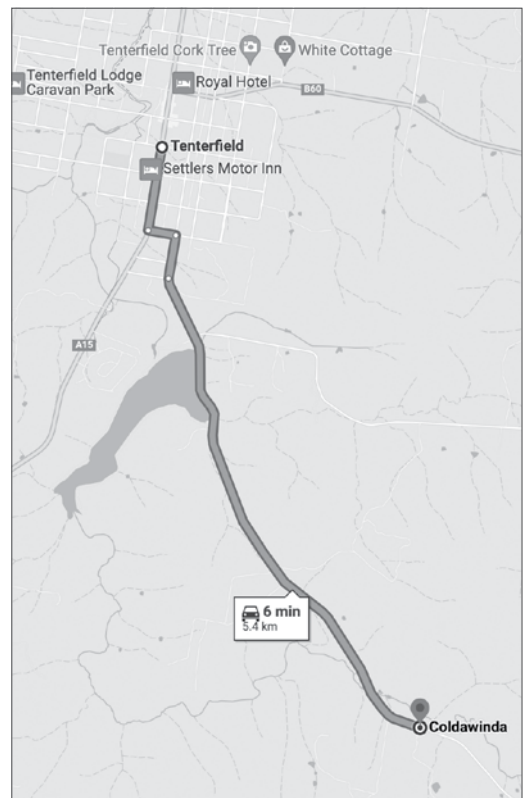 Tenterfield Cork Tree
White Cottage
Tenterfield Lodge
Caravan Park
Royal Hotel
B60
Tenterfield
Settlers Motor Inn
A15
6 min
5.4 km
Coldawinda